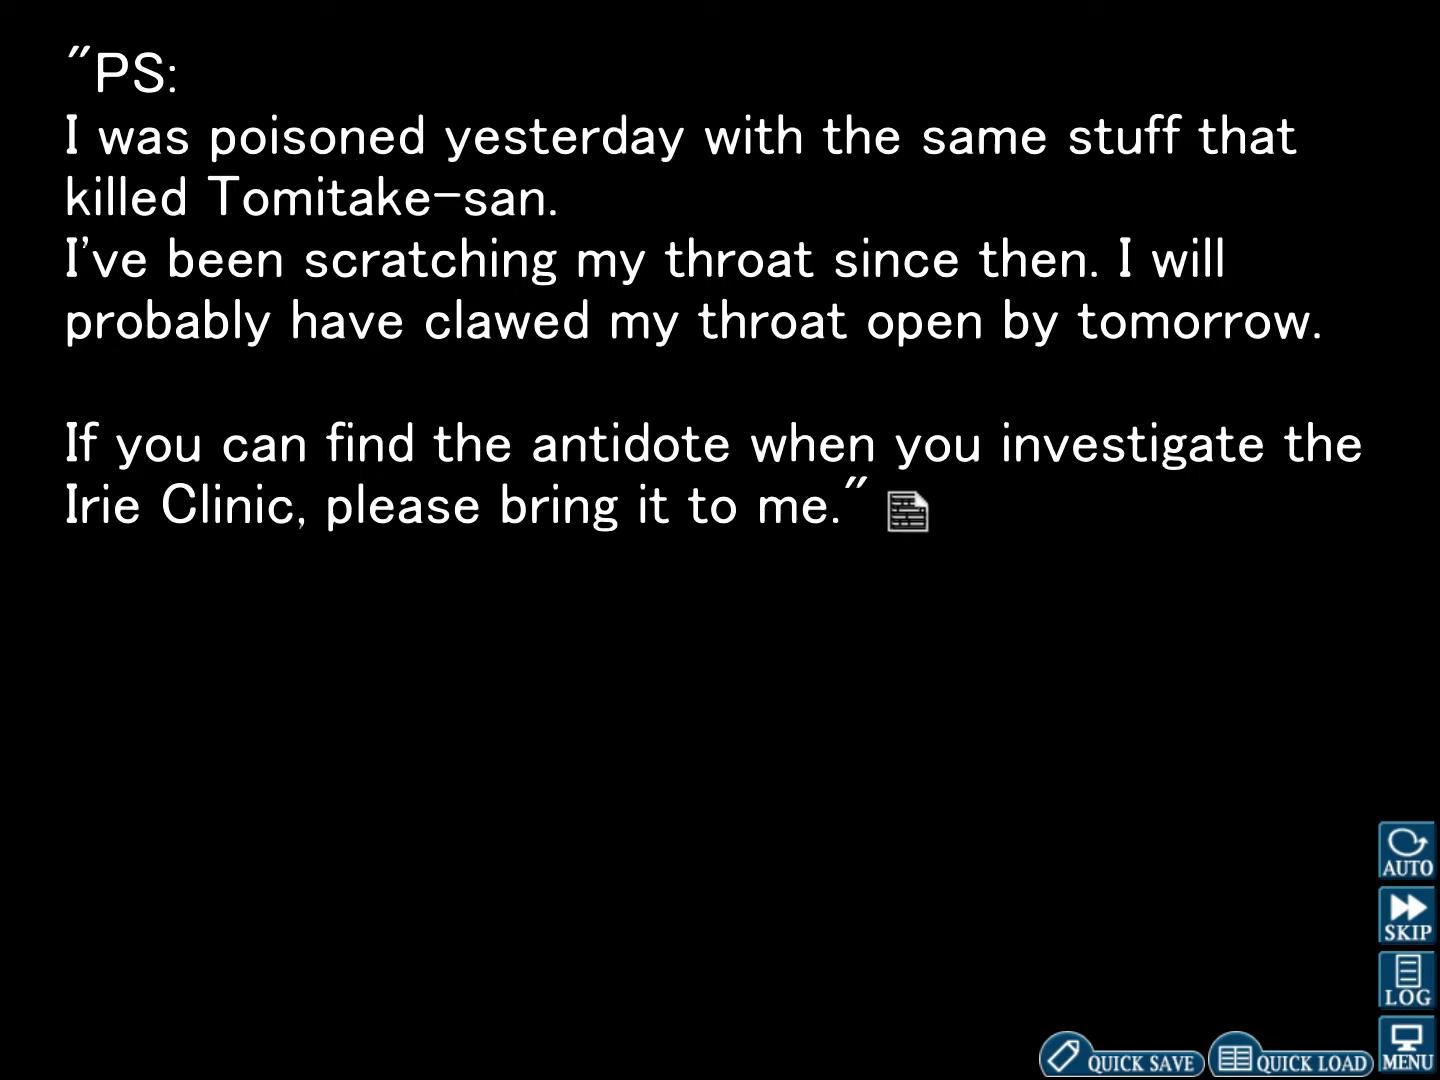 "PS:
I was poisoned yesterday with the same stuff that
killed Tomitake-san.
I've been scratching my throat since then. I will
probably have clawed my throat open by tomorrow.
If you can find the antidote when you investigate the
Irie Clinic, please bring it to me."
AUTO
SKIP
LOG
QUICK SAVE
QUICK LOAD
MENU